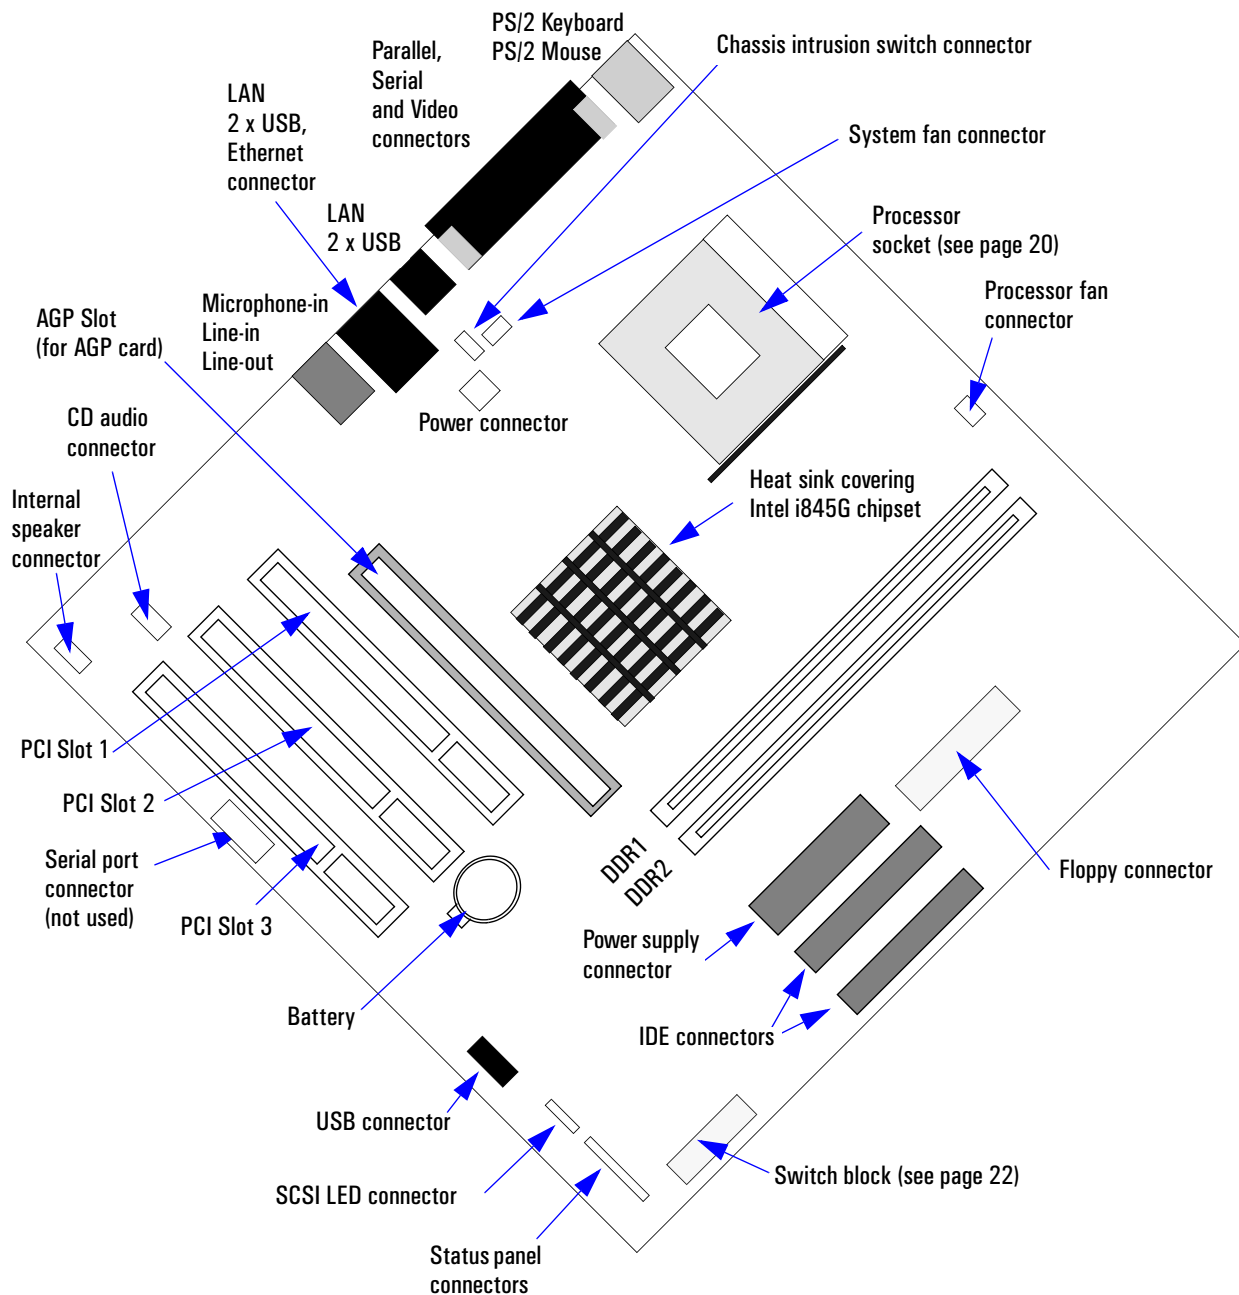 PS/2 Keyboard
PS/2 Mouse
Chassis intrusion switch connector
Parallel,
Serial
and Video
connectors
LAN
2 x USB,
Ethernet
connector
System fan connector
LAN
2 x USB
Processor
socket (see page 20)
Processor fan
connector
Microphone-in
Line-in
Line-out
AGP Slot
(for AGP card)
Power connector
CD audio
connector
Internal
speaker
connector
Heat sink covering
Intel i845G chipset
PCI Slot 1
PCI Slot 2
Serial port
connector
(not used)
PCI Slot 3
DDR1
DDR2
Floppy connector
Power supply
connector
Battery
IDE connectors
USB connector
SCSI LED connector
Switch block (see page 22)
Status panel
connectors